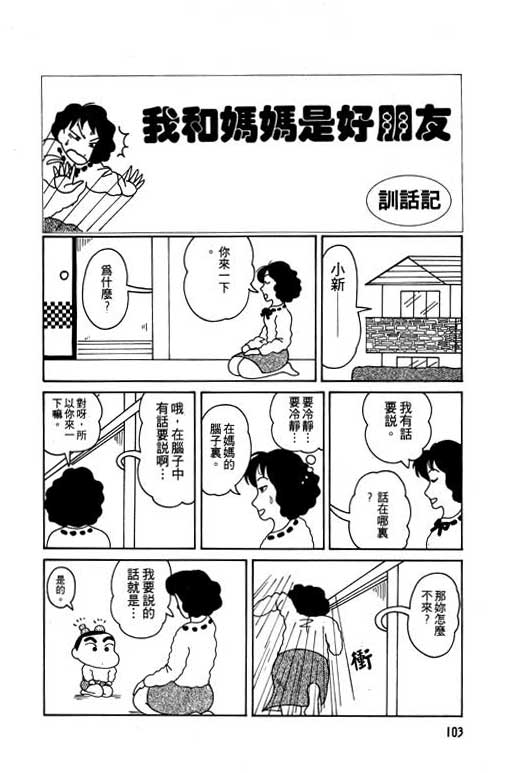 我和媽媽是好朋友
訓話記
小新
你來一下
。
爲什麼?
我有話
要說。
話在哪裏
?
要冷靜…
要冷靜…
在媽媽的
腦子裏。
哦,在腦子中
有話要說啊…
對呀,所
以你來一
下嘛。
那妳怎麼
不來?
衝
我要說的
話就是…
是的。
103